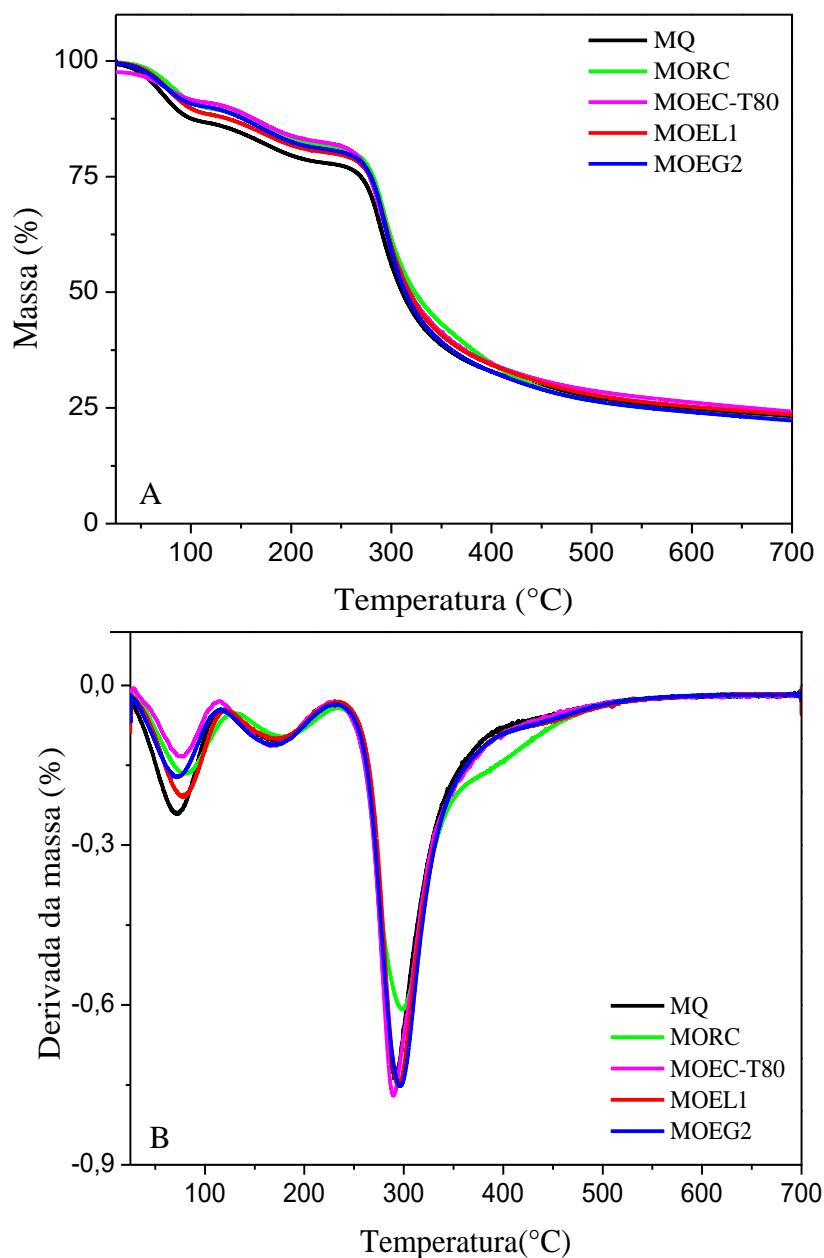 MQ
MORC
MOEC-T80
MOEL1
MOEG2
100
75
50
25
0
Massa (%)
A
100 200 300 400 500 600 700
Temperatura (°C)
0,0
-0,3
-0,6
-0,9
Derivada da massa (%)
MQ
MORC
MOEC-T80
MOEL1
MOEG2
B
100 200 300 400 500 600 700
Temperatura(°C)